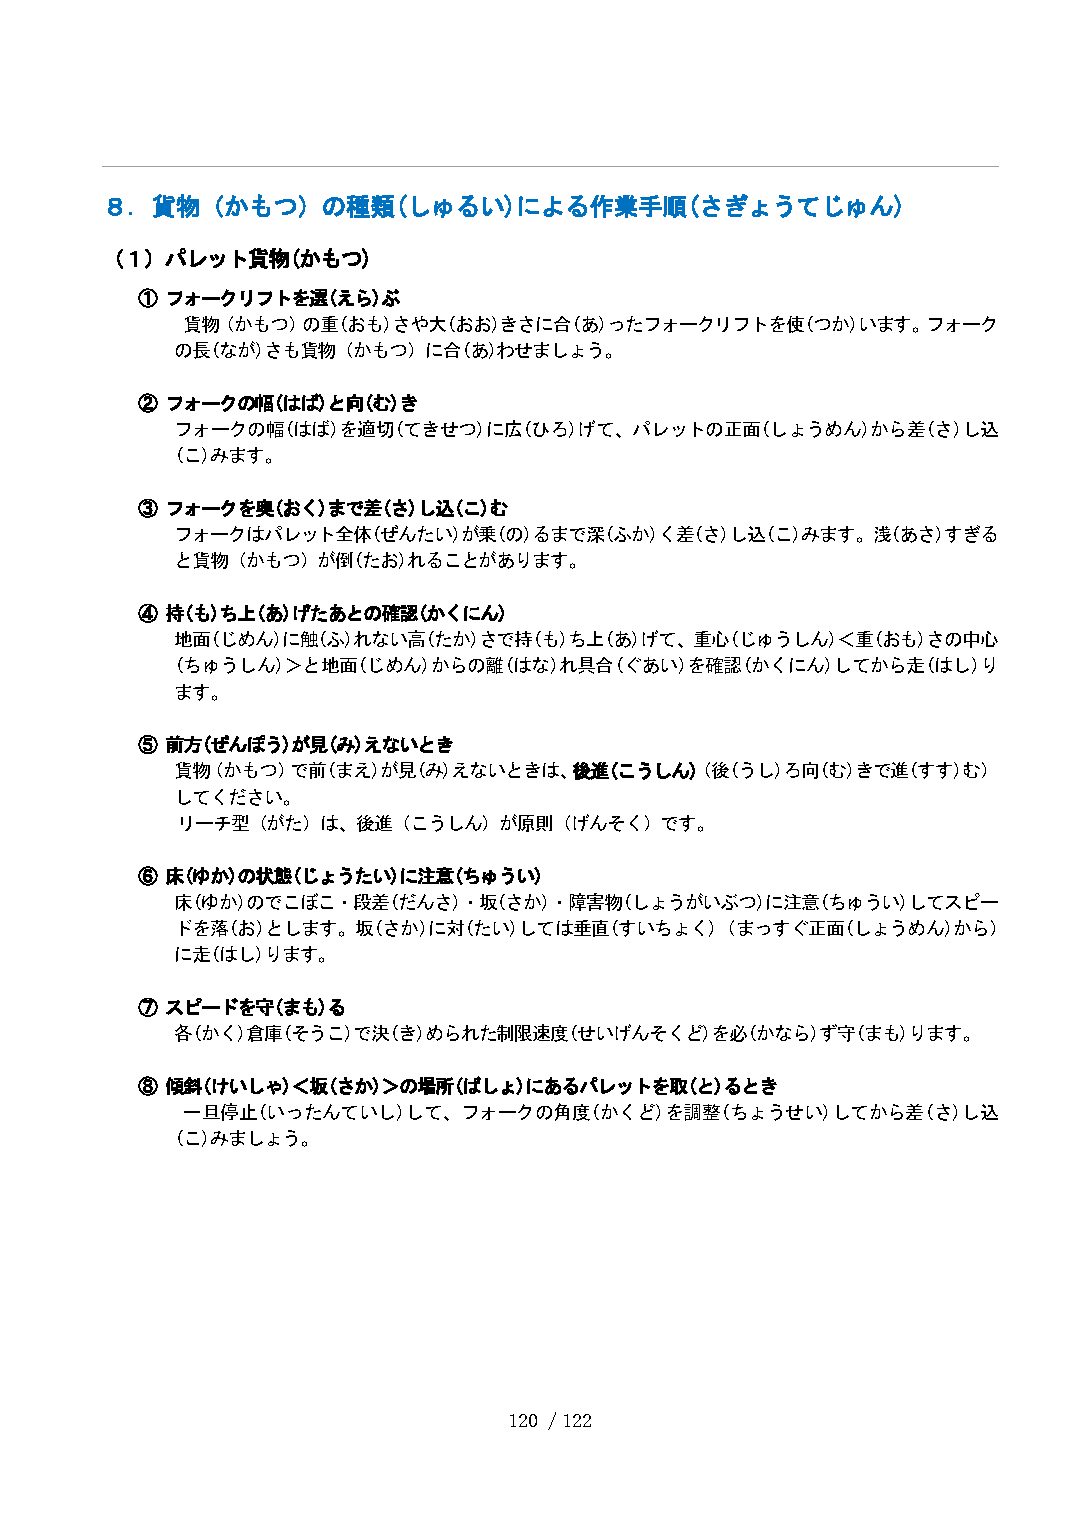 ８．貨物（かもつ）の種類(しゅるい)による作業手順(さぎょうてじゅん)
（１）パレット貨物(かもつ)
① フォークリフトを選(えら)ぶ
貨物（かもつ）の重(おも)さや大(おお)きさに合(あ)ったフォークリフトを使(つか)います。フォーク
の長(なが)さも貨物（かもつ）に合(あ)わせましょう。
② フォークの幅(はば)と向(む)き
フォークの幅(はば)を適切(てきせつ)に広(ひろ)げて、パレットの正面(しょうめん)から差(さ)し込
(こ)みます。
③ フォークを奥(おく)まで差(さ)し込(こ)む
フォークはパレット全体(ぜんたい)が乗(の)るまで深(ふか)く差(さ)し込(こ)みます。浅(あさ)すぎる
と貨物（かもつ）が倒(たお)れることがあります。
④ 持(も)ち上(あ)げたあとの確認(かくにん)
地面(じめん)に触(ふ)れない高(たか)さで持(も)ち上(あ)げて、重心(じゅうしん)＜重(おも)さの中心
(ちゅうしん)＞と地面(じめん)からの離(はな)れ具合(ぐあい)を確認(かくにん)してから走(はし)り
ます。
⑤ 前方(ぜんぽう)が見(み)えないとき
貨物（かもつ）で前(まえ)が見(み)えないときは、後進(こうしん)（後(うし)ろ向(む)きで進(すす)む）
してください。
リーチ型（がた）は、後進（こうしん）が原則（げんそく）です。
⑥ 床(ゆか)の状態(じょうたい)に注意(ちゅうい)
床(ゆか)のでこぼこ・段差(だんさ)・坂(さか)・障害物(しょうがいぶつ)に注意(ちゅうい)してスピー
ドを落(お)とします。坂(さか)に対(たい)しては垂直(すいちょく)（まっすぐ正面(しょうめん)から）
に走(はし)ります。
⑦ スピードを守(まも)る
各(かく)倉庫(そうこ)で決(き)められた制限速度(せいげんそくど)を必(かなら)ず守(まも)ります。
⑧ 傾斜(けいしゃ)＜坂(さか)＞の場所(ばしょ)にあるパレットを取(と)るとき
一旦停止(いったんていし)して、フォークの角度(かくど)を調整(ちょうせい)してから差(さ)し込
(こ)みましょう。
120 / 122